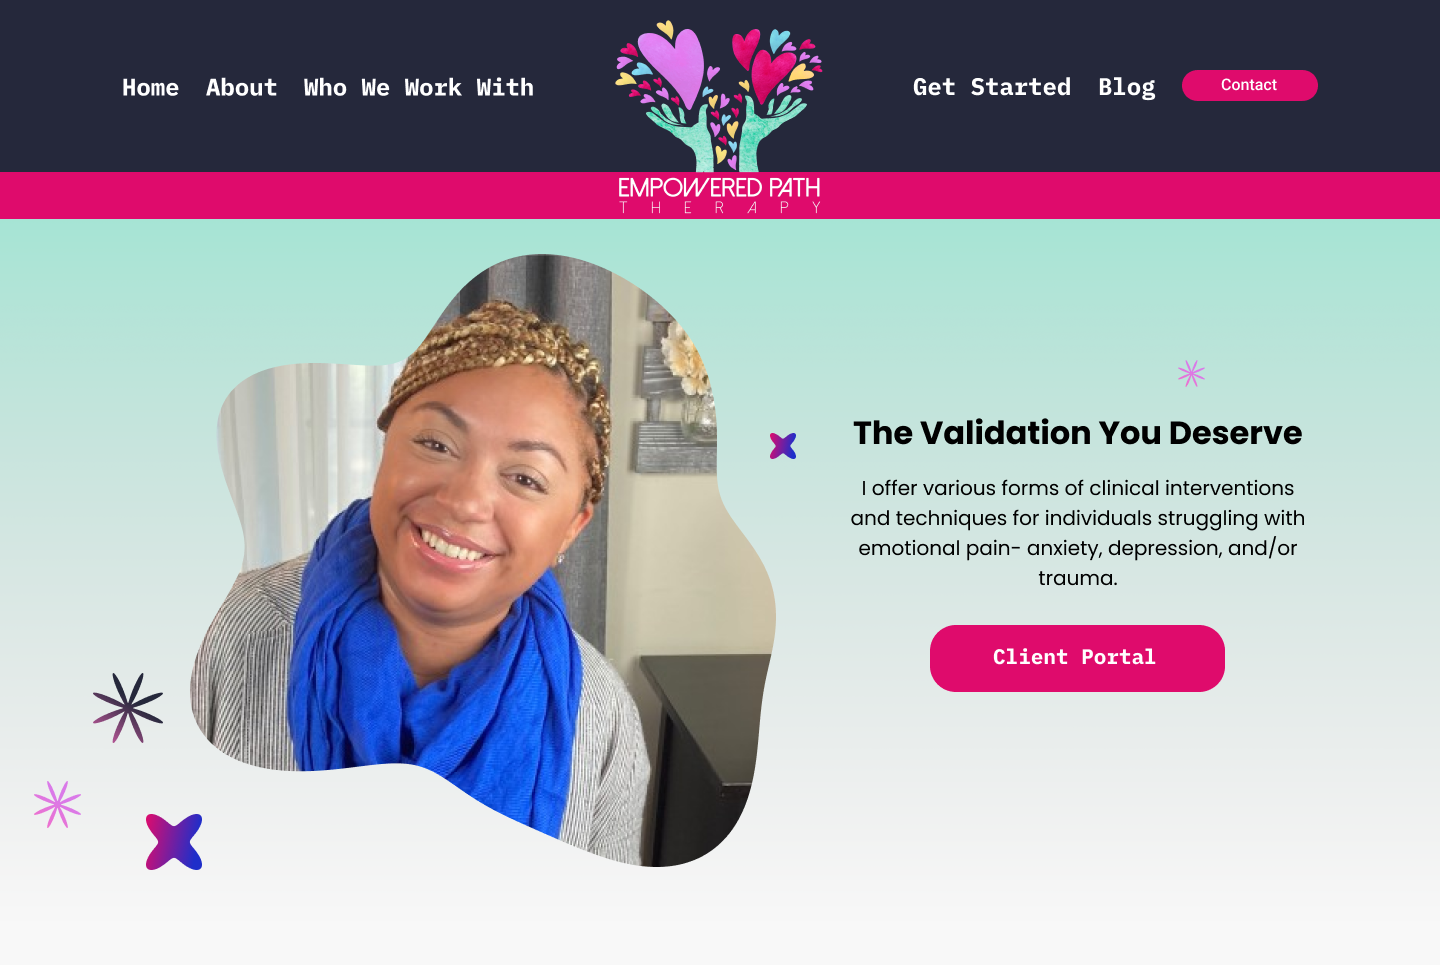 Home About Who We Work With
Get Started Blog Contact
EMPOWERED PATH
THERAPY
The Validation You Deserve
I offer various forms of clinical interventions
and techniques for individuals struggling with
emotional pain- anxiety, depression, and/or
trauma.
Client Portal